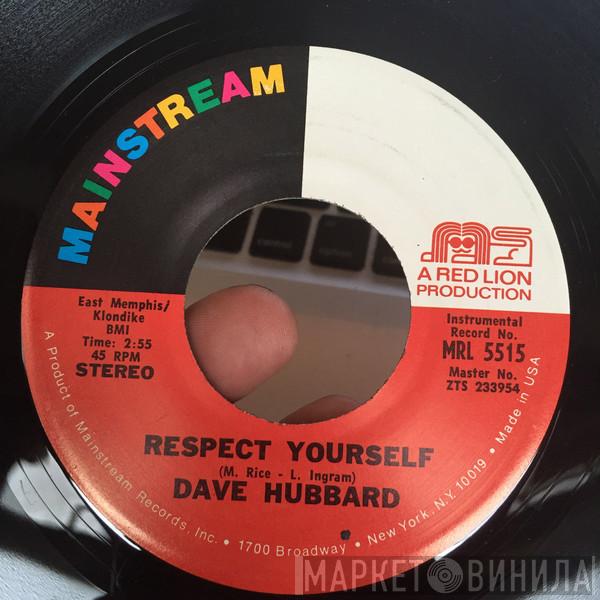 MAINSTREAM
A RED LION
PRODUCTION
East Memphis/
Klondike
BMI
Time: 2:55
45 RPM
STEREO
Instrumental
Record No.
MRL 5515
Master No.
ZTS 233954
RESPECT YOURSELF
(M. Rice - L. Ingram)
DAVE HUBBARD
A Product of Mainstream Records, Inc. • 1700 Broadway • New York, N.Y. 10019 • Made in USA
option
МАРКЕТ ВИНИЛА